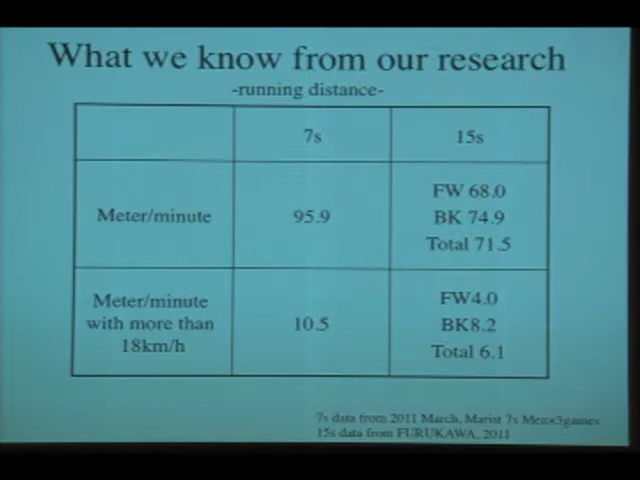 What we know from our research
-running distance-
7s
15s
Meter/minute
95.9
FW 68.0
BK 74.9
Total 71.5
Meter/minute
with more than
18km/h
10.5
FW4.0
BK8.2
Total 6.1
7s data from 2011 March, Marist 7s Men×3games
15s data from FURUKAWA, 2011